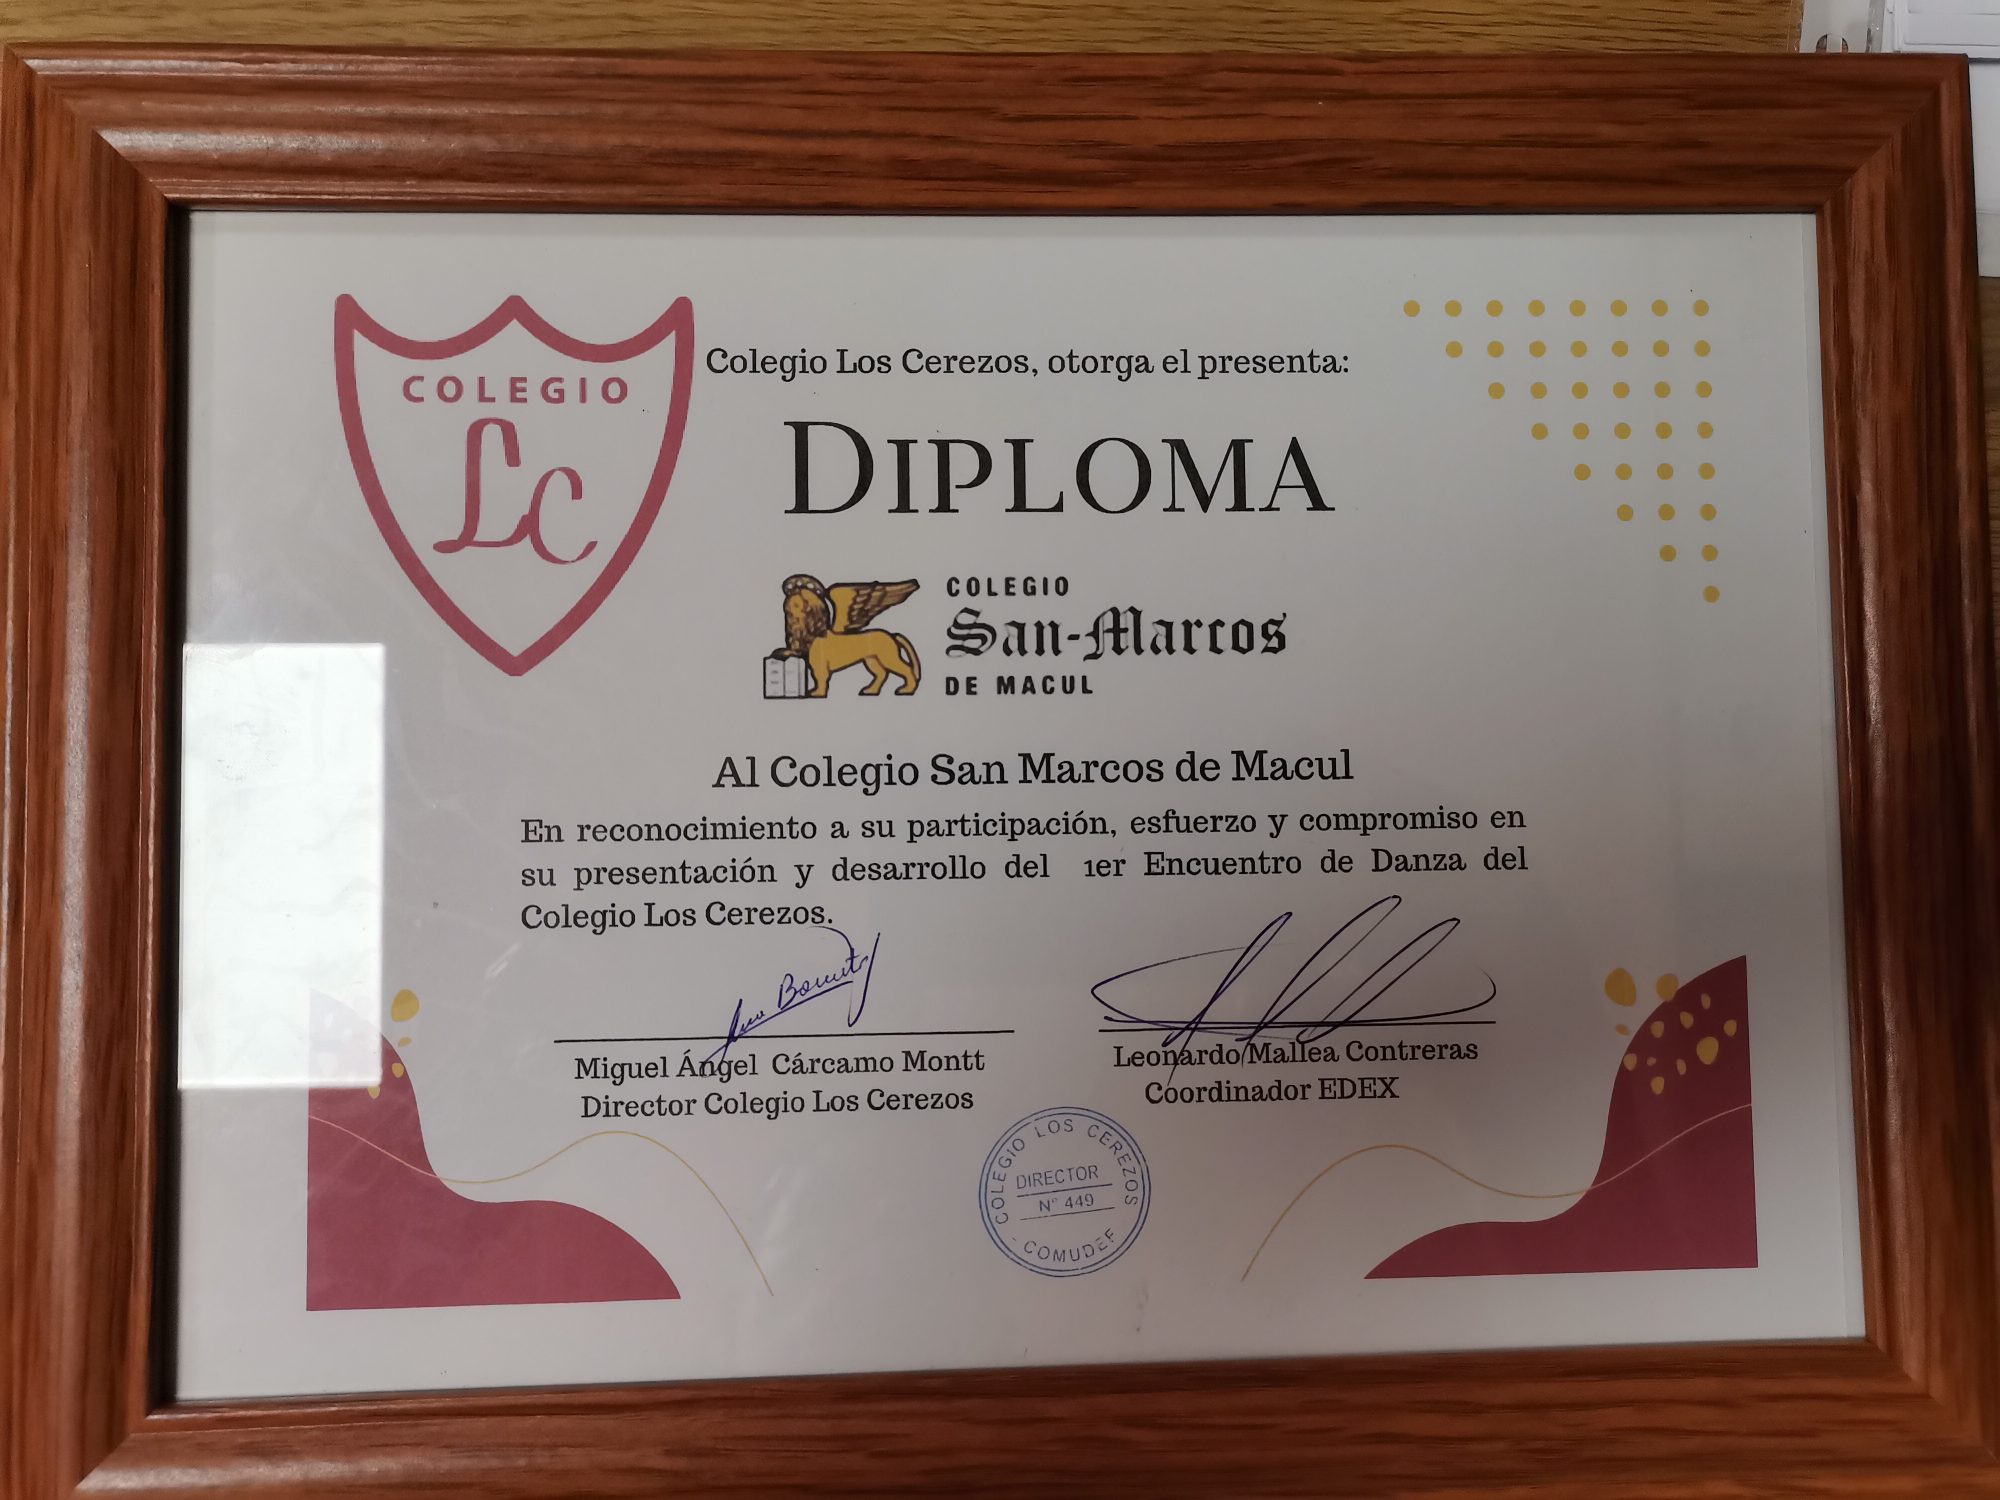 COLEGIO
LC
Colegio Los Cerezos, otorga el presenta:
DIPLOMA
COLEGIO
San-Marcos
DE MACUL
Al Colegio San Marcos de Macul
En reconocimiento a su participación, esfuerzo y compromiso en
su presentación y desarrollo del 1er Encuentro de Danza del
Colegio Los Cerezos.
Miguel Ángel Cárcamo Montt
Director Colegio Los Cerezos
Leonardo Mallea Contreras
Coordinador EDEX
COLEGIO LOS CEREZOS
DIRECTOR
N° 449
- COMUDEF